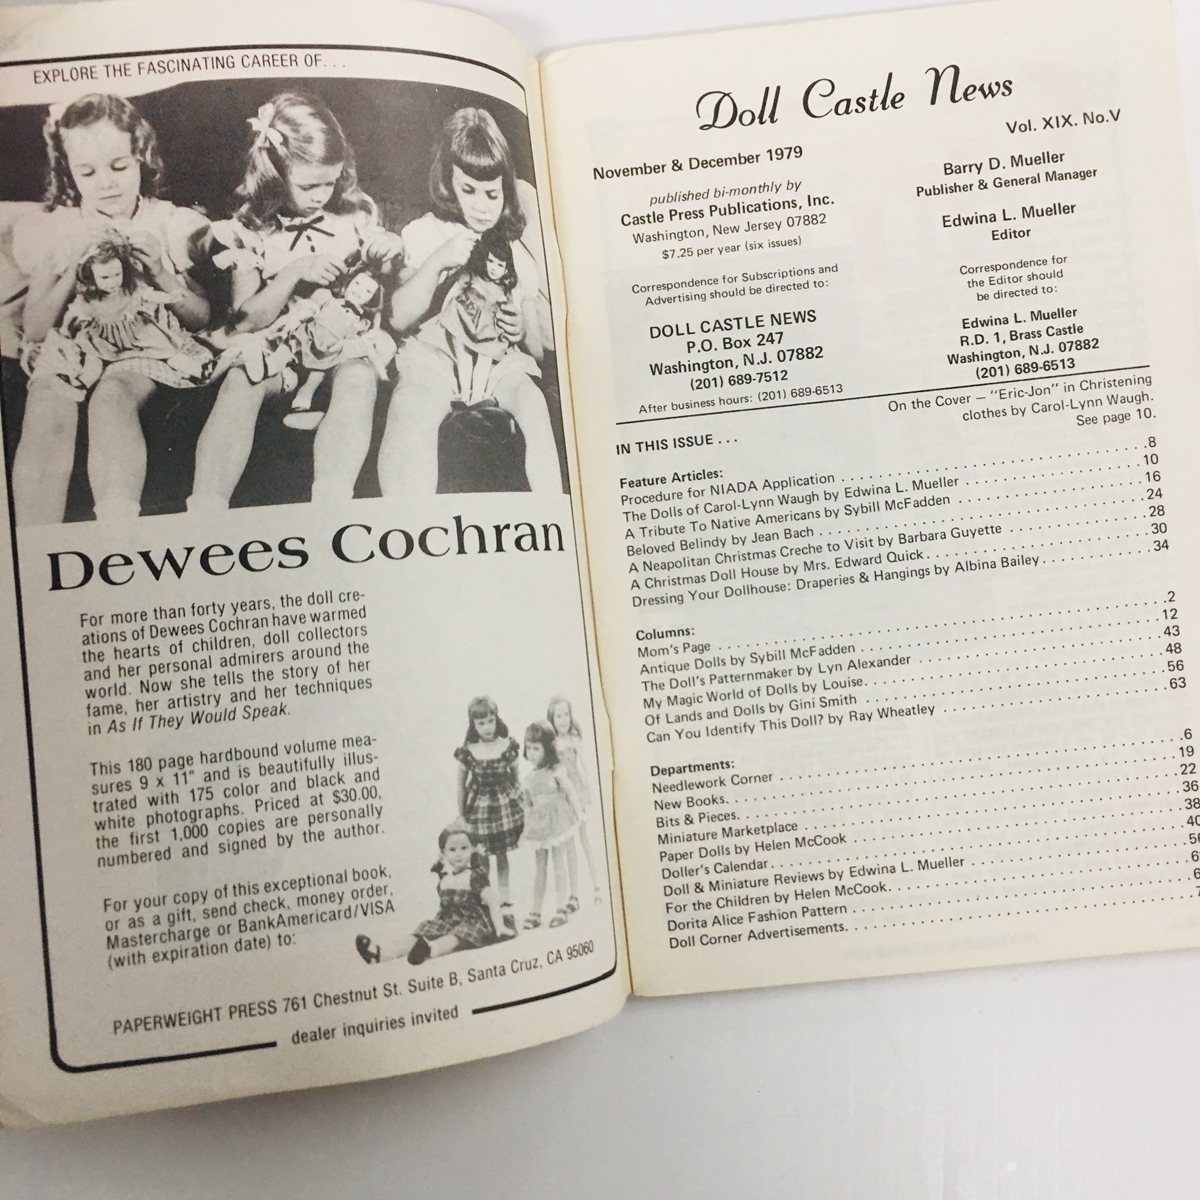 EXPLORE THE FASCINATING CAREER OF. . .
Dewees Cochran
For more than forty years, the doll cre-
ations of Dewees Cochran have warmed
the hearts of children, doll collectors
and her personal admirers around the
world. Now she tells the story of her
fame, her artistry and her techniques
in As If They Would Speak.
This 180 page hardbound volume mea-
sures 9 x 11" and is beautifully illus-
trated with 175 color and black and
white photographs. Priced at $30.00,
the first 1,000 copies are personally
numbered and signed by the author.
For your copy of this exceptional book,
or as a gift, send check, money order,
Mastercharge or BankAmericard/VISA
(with expiration date) to:
PAPERWEIGHT PRESS 761 Chestnut St. Suite B, Santa Cruz, CA 95060
dealer inquiries invited
Doll Castle News
Vol. XIX. No.V
November & December 1979
published bi-monthly by
Castle Press Publications, Inc.
Washington, New Jersey 07882
$7.25 per year (six issues)
Correspondence for Subscriptions and
Advertising should be directed to:
DOLL CASTLE NEWS
P.O. Box 247
Washington, N.J. 07882
(201) 689-7512
After business hours: (201) 689-6513
Barry D. Mueller
Publisher & General Manager
Edwina L. Mueller
Editor
Correspondence for
the Editor should
be directed to:
Edwina L. Mueller
R.D. 1, Brass Castle
Washington, N.J. 07882
(201) 689-6513
On the Cover — "Eric-Jon" in Christening
clothes by Carol-Lynn Waugh.
See page 10.
IN THIS ISSUE . . .
Feature Articles:
Procedure for NIADA Application . . . . . 8
The Dolls of Carol-Lynn Waugh by Edwina L. Mueller . . . . . 10
A Tribute To Native Americans by Sybill McFadden . . . . . 16
Beloved Belindy by Jean Bach . . . . . 24
A Neapolitan Christmas Creche to Visit by Barbara Guyette . . . . . 28
A Christmas Doll House by Mrs. Edward Quick . . . . . 30
Dressing Your Dollhouse: Draperies & Hangings by Albina Bailey . . . . . 34
Columns:
Mom's Page . . . . . 2
Antique Dolls by Sybill McFadden . . . . . 12
The Doll's Patternmaker by Lyn Alexander . . . . . 43
My Magic World of Dolls by Louise . . . . . 48
Of Lands and Dolls by Gini Smith . . . . . 56
Can You Identify This Doll? by Ray Wheatley . . . . . 63
Departments:
Needlework Corner . . . . . 6
New Books . . . . . 19
Bits & Pieces . . . . . 22
Miniature Marketplace . . . . . 36
Paper Dolls by Helen McCook . . . . . 38
Doller's Calendar . . . . . 40
Doll & Miniature Reviews by Edwina L. Mueller . . . . .
For the Children by Helen McCook . . . . .
Dorita Alice Fashion Pattern . . . . .
Doll Corner Advertisements . . . . .